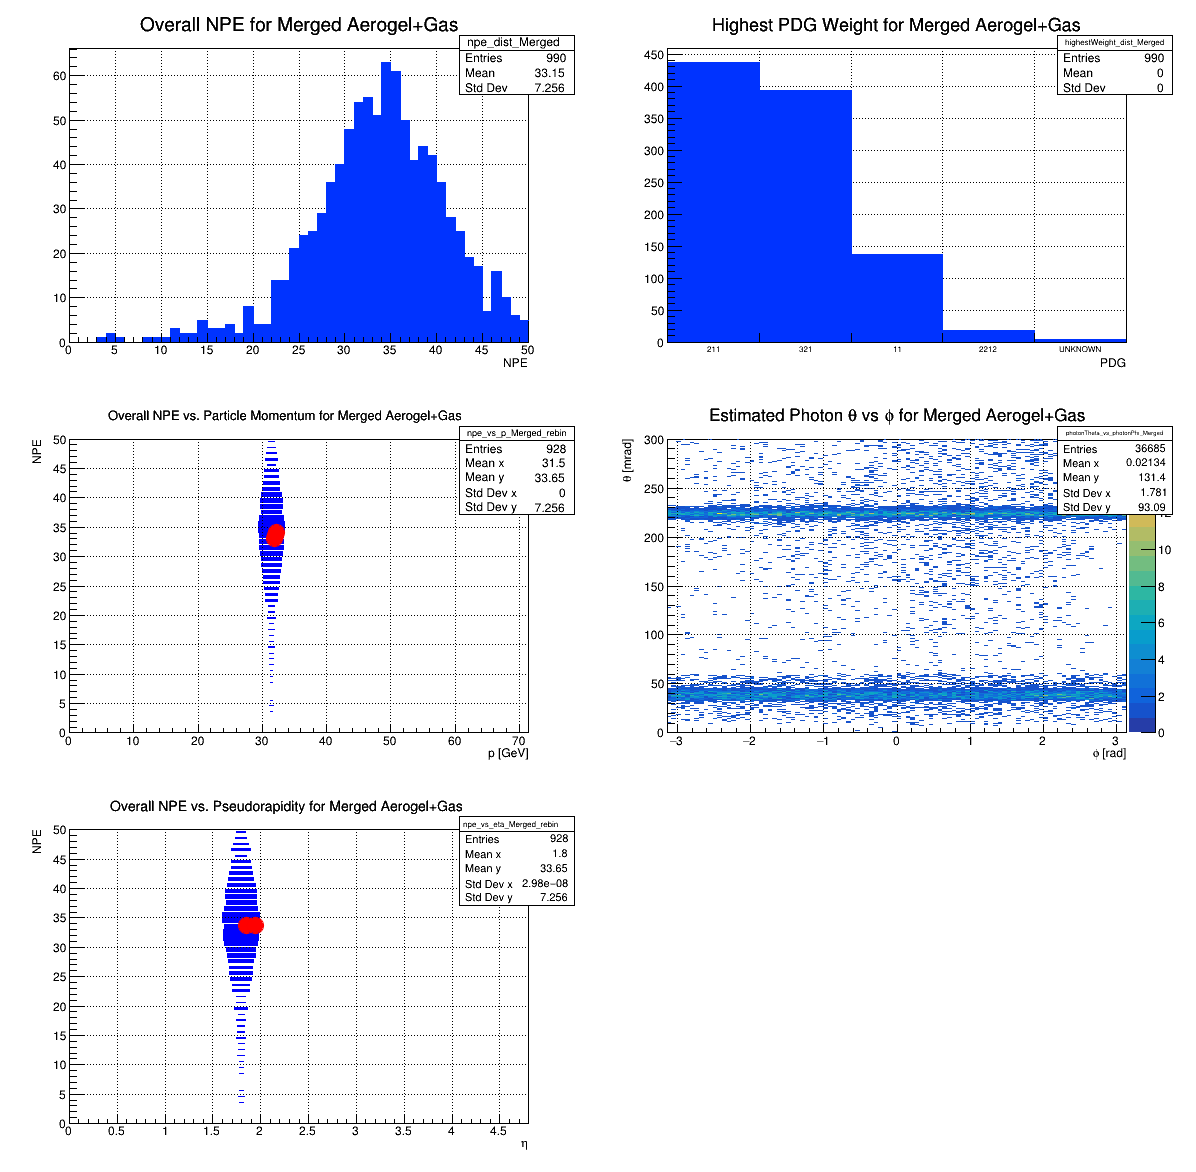 Overall NPE for Merged Aerogel+Gas
npe_dist_Merged
Entries 990
Mean 33.15
Std Dev 7.256
60
50
40
30
20
10
0
0 5 10 15 20 25 30 35 40 45 50
NPE
Highest PDG Weight for Merged Aerogel+Gas
highestWeight_dist_Merged
Entries 990
Mean 0
Std Dev 0
450
400
350
300
250
200
150
100
50
0
211 321 11 2212 UNKNOWN
PDG
Overall NPE vs. Particle Momentum for Merged Aerogel+Gas
npe_vs_p_Merged_rebin
Entries 928
Mean x 31.5
Mean y 33.65
Std Dev x 0
Std Dev y 7.256
NPE
50
45
40
35
30
25
20
15
10
5
0
0 10 20 30 40 50 60 70
p [GeV]
Estimated Photon θ vs ϕ for Merged Aerogel+Gas
photonTheta_vs_photonPhi_Merged
Entries 36685
Mean x 0.02134
Mean y 131.4
Std Dev x 1.781
Std Dev y 93.09
θ [mrad]
300
250
200
150
100
50
0
−3 −2 −1 0 1 2 3
ϕ [rad]
12
10
8
6
4
2
0
Overall NPE vs. Pseudorapidity for Merged Aerogel+Gas
npe_vs_eta_Merged_rebin
Entries 928
Mean x 1.8
Mean y 33.65
Std Dev x 2.98e−08
Std Dev y 7.256
NPE
50
45
40
35
30
25
20
15
10
5
0
0 0.5 1 1.5 2 2.5 3 3.5 4 4.5
η